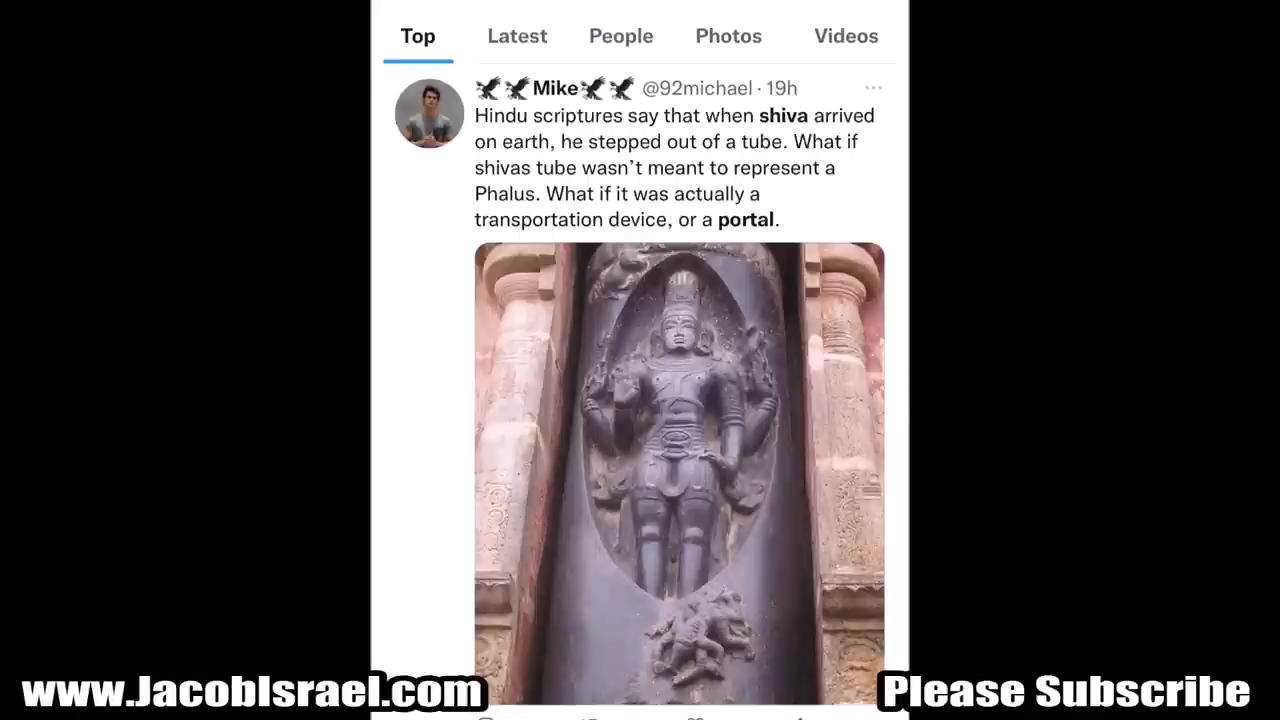 Top Latest People Photos Videos
Mike @92michael · 19h
Hindu scriptures say that when shiva arrived
on earth, he stepped out of a tube. What if
shivas tube wasn’t meant to represent a
Phalus. What if it was actually a
transportation device, or a portal.
www.JacobIsrael.com Please Subscribe